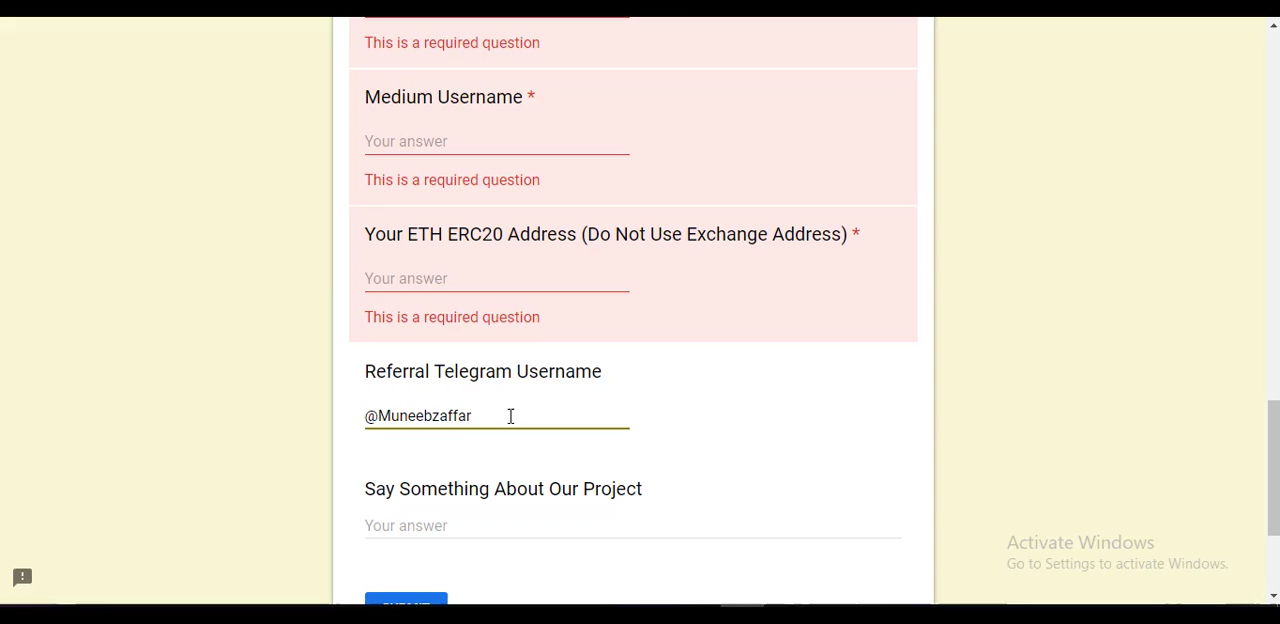 This is a required question
Medium Username *
Your answer
This is a required question
Your ETH ERC20 Address (Do Not Use Exchange Address) *
Your answer
This is a required question
Referral Telegram Username
@Muneebzaffar
Say Something About Our Project
Your answer
Activate Windows
Go to Settings to activate Windows.